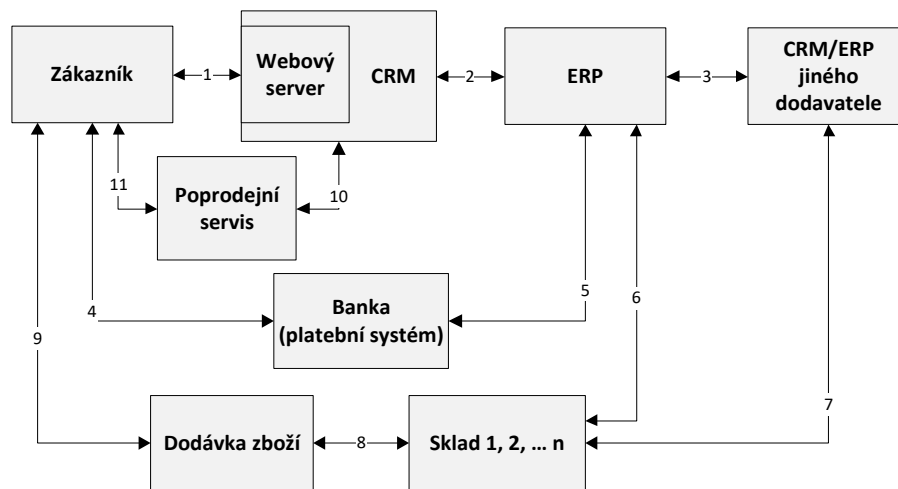 Zákazník
1
Webový
server
CRM
2
ERP
3
CRM/ERP
jiného
dodavatele
11
Poprodejní
servis
10
4
Banka
(platební systém)
5
6
9
7
Dodávka zboží
8
Sklad 1, 2, ... n